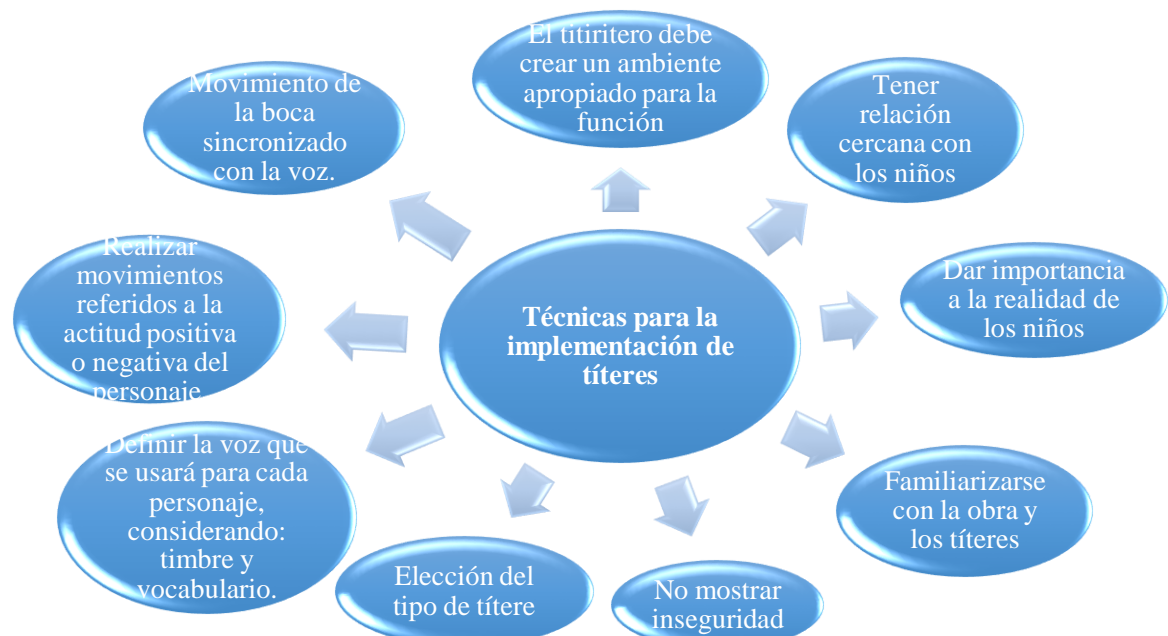 El titiritero debe
crear un ambiente
apropiado para la
función
Tener
relación
cercana con
los niños
Dar importancia
a la realidad de
los niños
Familiarizarse
con la obra y
los títeres
No mostrar
inseguridad
Elección del
tipo de títere
Definir la voz que
se usará para cada
personaje,
considerando:
timbre y
vocabulario.
Realizar
movimientos
referidos a la
actitud positiva
o negativa del
personaje
Movimiento de
la boca
sincronizado
con la voz.
Técnicas para la
implementación de
títeres